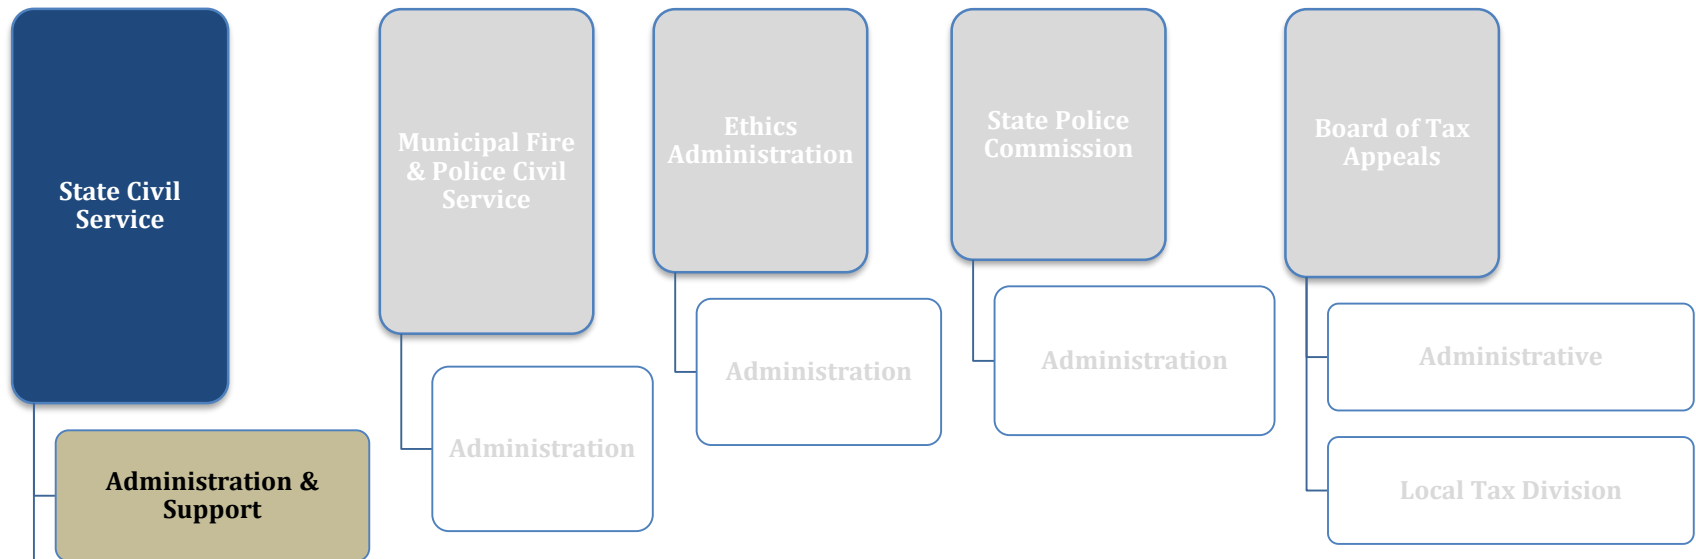 State Civil
Service
Municipal Fire
& Police Civil
Service
Ethics
Administration
State Police
Commission
Board of Tax
Appeals
Administration &
Support
Administration
Administration
Administration
Administrative
Local Tax Division